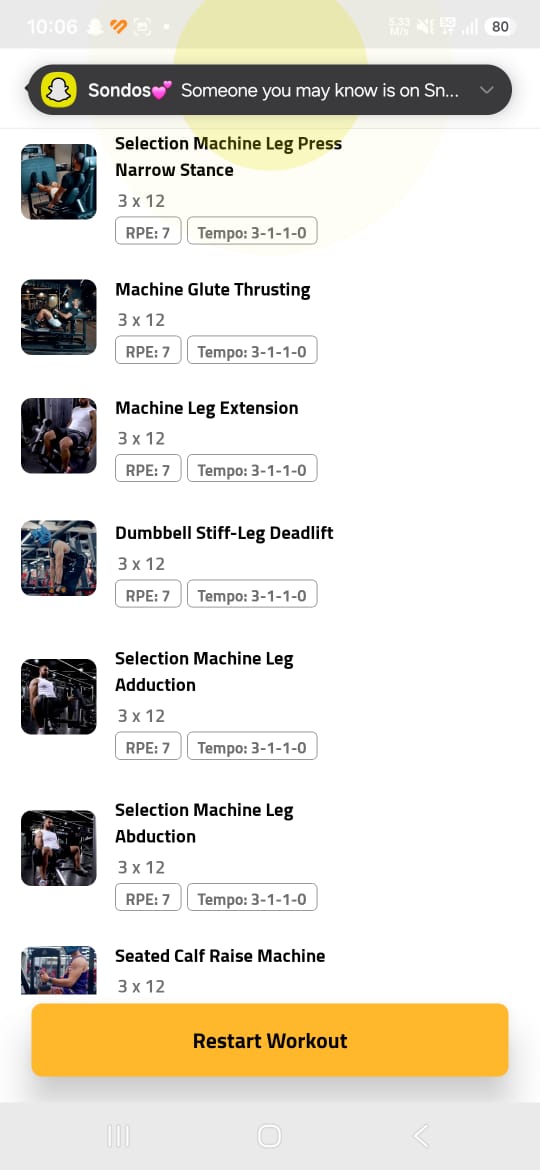 10:06
5.33
M/s
5G
80
Sondos💕 Someone you may know is on Sn...
Selection Machine Leg Press
Narrow Stance
3 x 12
RPE: 7 Tempo: 3-1-1-0
Machine Glute Thrusting
3 x 12
RPE: 7 Tempo: 3-1-1-0
Machine Leg Extension
3 x 12
RPE: 7 Tempo: 3-1-1-0
Dumbbell Stiff-Leg Deadlift
3 x 12
RPE: 7 Tempo: 3-1-1-0
Selection Machine Leg
Adduction
3 x 12
RPE: 7 Tempo: 3-1-1-0
Selection Machine Leg
Abduction
3 x 12
RPE: 7 Tempo: 3-1-1-0
Seated Calf Raise Machine
3 x 12
Restart Workout